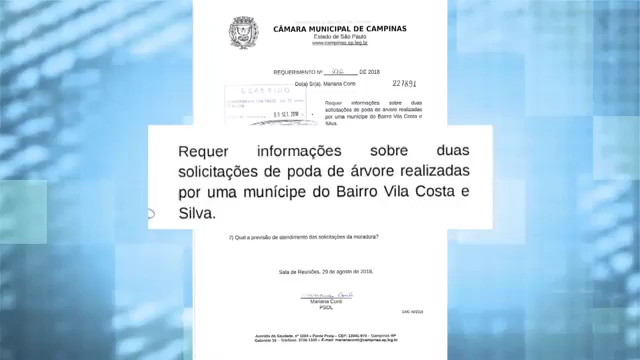 CÂMARA MUNICIPAL DE CAMPINAS
Estado de São Paulo
www.campinas.sp.leg.br
REQUERIMENTO Nº DE 2018
Do(a) Sr(a). Mariana Conti
227891
DEFERIDO
03 SET. 2018
Requer informações sobre duas
solicitações de poda de árvore realizadas
por uma munícipe do Bairro Vila Costa e
Silva.
Requer informações sobre duas
solicitações de poda de árvore realizadas
por uma munícipe do Bairro Vila Costa e
Silva.
2) Qual a previsão de atendimento das solicitações da moradora?
Sala de Reuniões, 29 de agosto de 2018.
Mariana Conti
PSOL